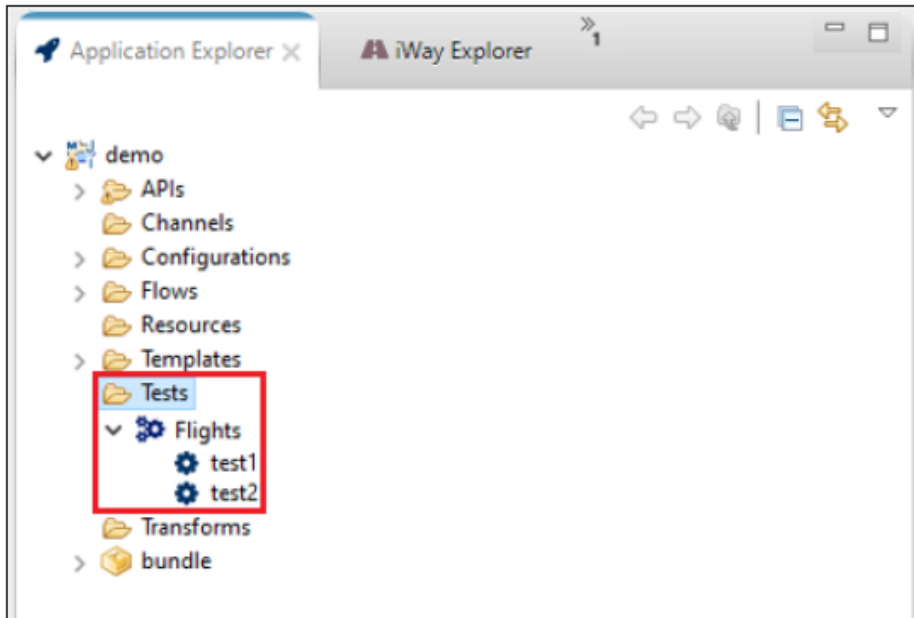 Application Explorer iWay Explorer »1
demo
APIs
Channels
Configurations
Flows
Resources
Templates
Tests
Flights
test1
test2
Transforms
bundle